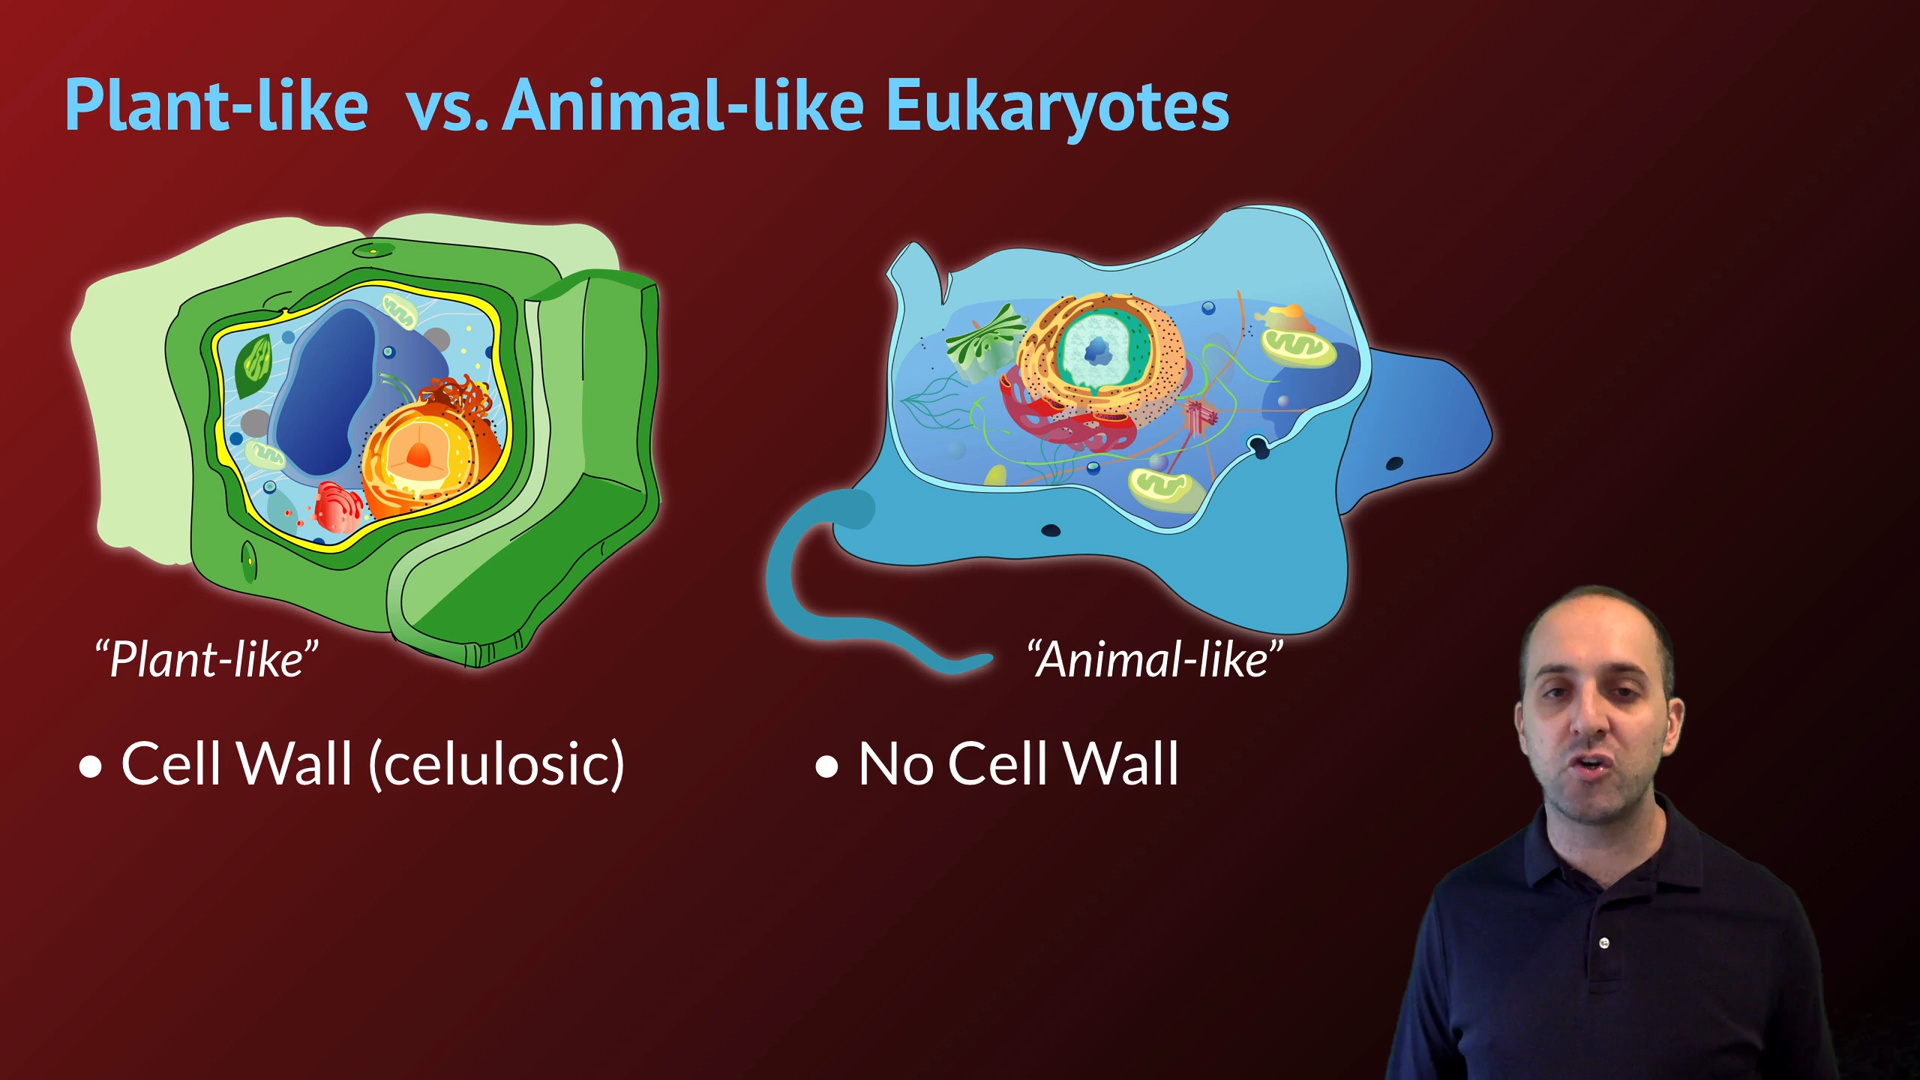 Plant-like vs. Animal-like Eukaryotes
“Plant-like”
“Animal-like”
• Cell Wall (celulosic)
• No Cell Wall